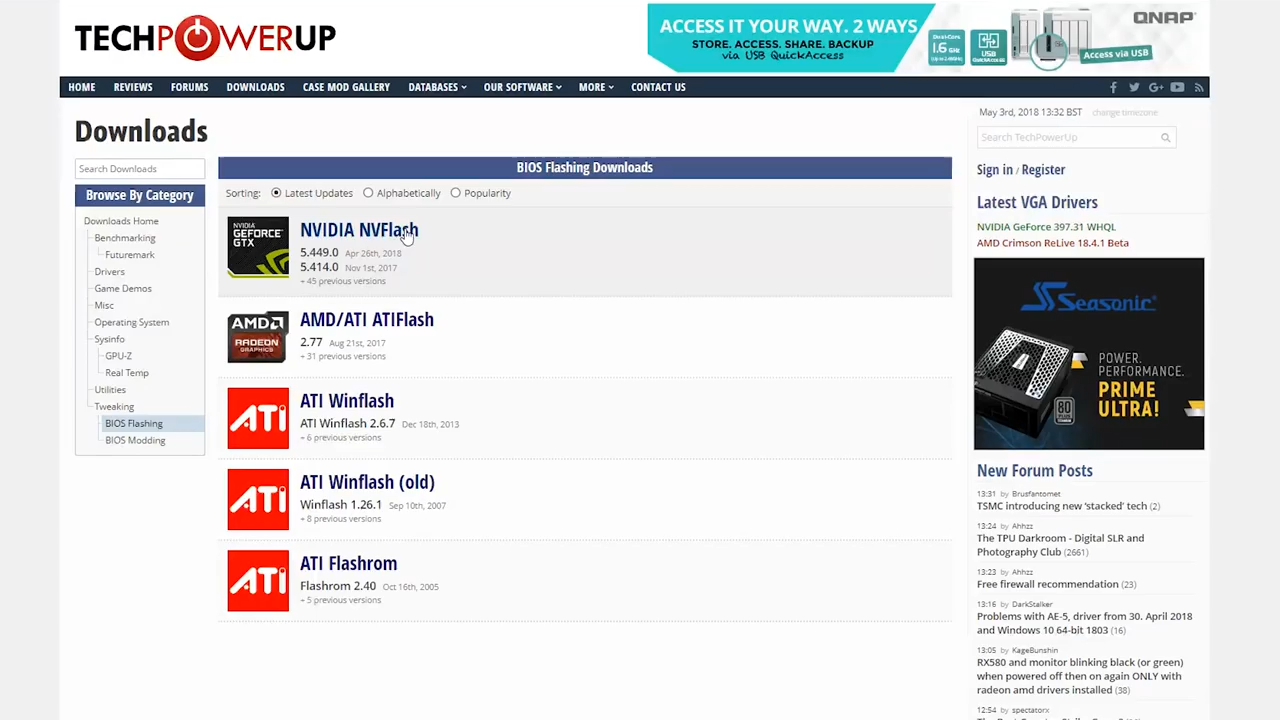 TECHPOWERUP
ACCESS IT YOUR WAY. 2 WAYS
STORE. ACCESS. SHARE. BACKUP
via USB QuickAccess
Dual-Core
1.6 GHz
QNAP
Access via USB
HOME
REVIEWS
FORUMS
DOWNLOADS
CASE MOD GALLERY
DATABASES
OUR SOFTWARE
MORE
CONTACT US
Downloads
May 3rd, 2018 13:32 BST change timezone
Search TechPowerUp
Sign in / Register
Search Downloads
Browse By Category
Downloads Home
Benchmarking
Futuremark
Drivers
Game Demos
Misc
Operating System
Sysinfo
GPU-Z
Real Temp
Utilities
Tweaking
BIOS Flashing
BIOS Modding
BIOS Flashing Downloads
Sorting: Latest Updates Alphabetically Popularity
NVIDIA
GEFORCE
GTX
NVIDIA NVFlash
5.449.0 Apr 26th, 2018
5.414.0 Nov 1st, 2017
+ 45 previous versions
AMD
RADEON
GRAPHICS
AMD/ATI ATIFlash
2.77 Aug 21st, 2017
+ 31 previous versions
ATI
ATI Winflash
ATI Winflash 2.6.7 Dec 18th, 2013
+ 6 previous versions
ATI
ATI Winflash (old)
Winflash 1.26.1 Sep 10th, 2007
+ 8 previous versions
ATI
ATI Flashrom
Flashrom 2.40 Oct 16th, 2005
+ 5 previous versions
Latest VGA Drivers
NVIDIA GeForce 397.31 WHQL
AMD Crimson ReLive 18.4.1 Beta
Seasonic
POWER.
PERFORMANCE.
PRIME
ULTRA!
80
New Forum Posts
13:31 by Brusfantomet
TSMC introducing new 'stacked' tech (2)
13:24 by Ahhzz
The TPU Darkroom - Digital SLR and
Photography Club (2661)
13:23 by Ahhzz
Free firewall recommendation (23)
13:16 by DarkStalker
Problems with AE-5, driver from 30. April 2018
and Windows 10 64-bit 1803 (16)
13:05 by KageBunshin
RX580 and monitor blinking black (or green)
when powered off then on again ONLY with
radeon amd drivers installed (38)
12:54 by spectatorx